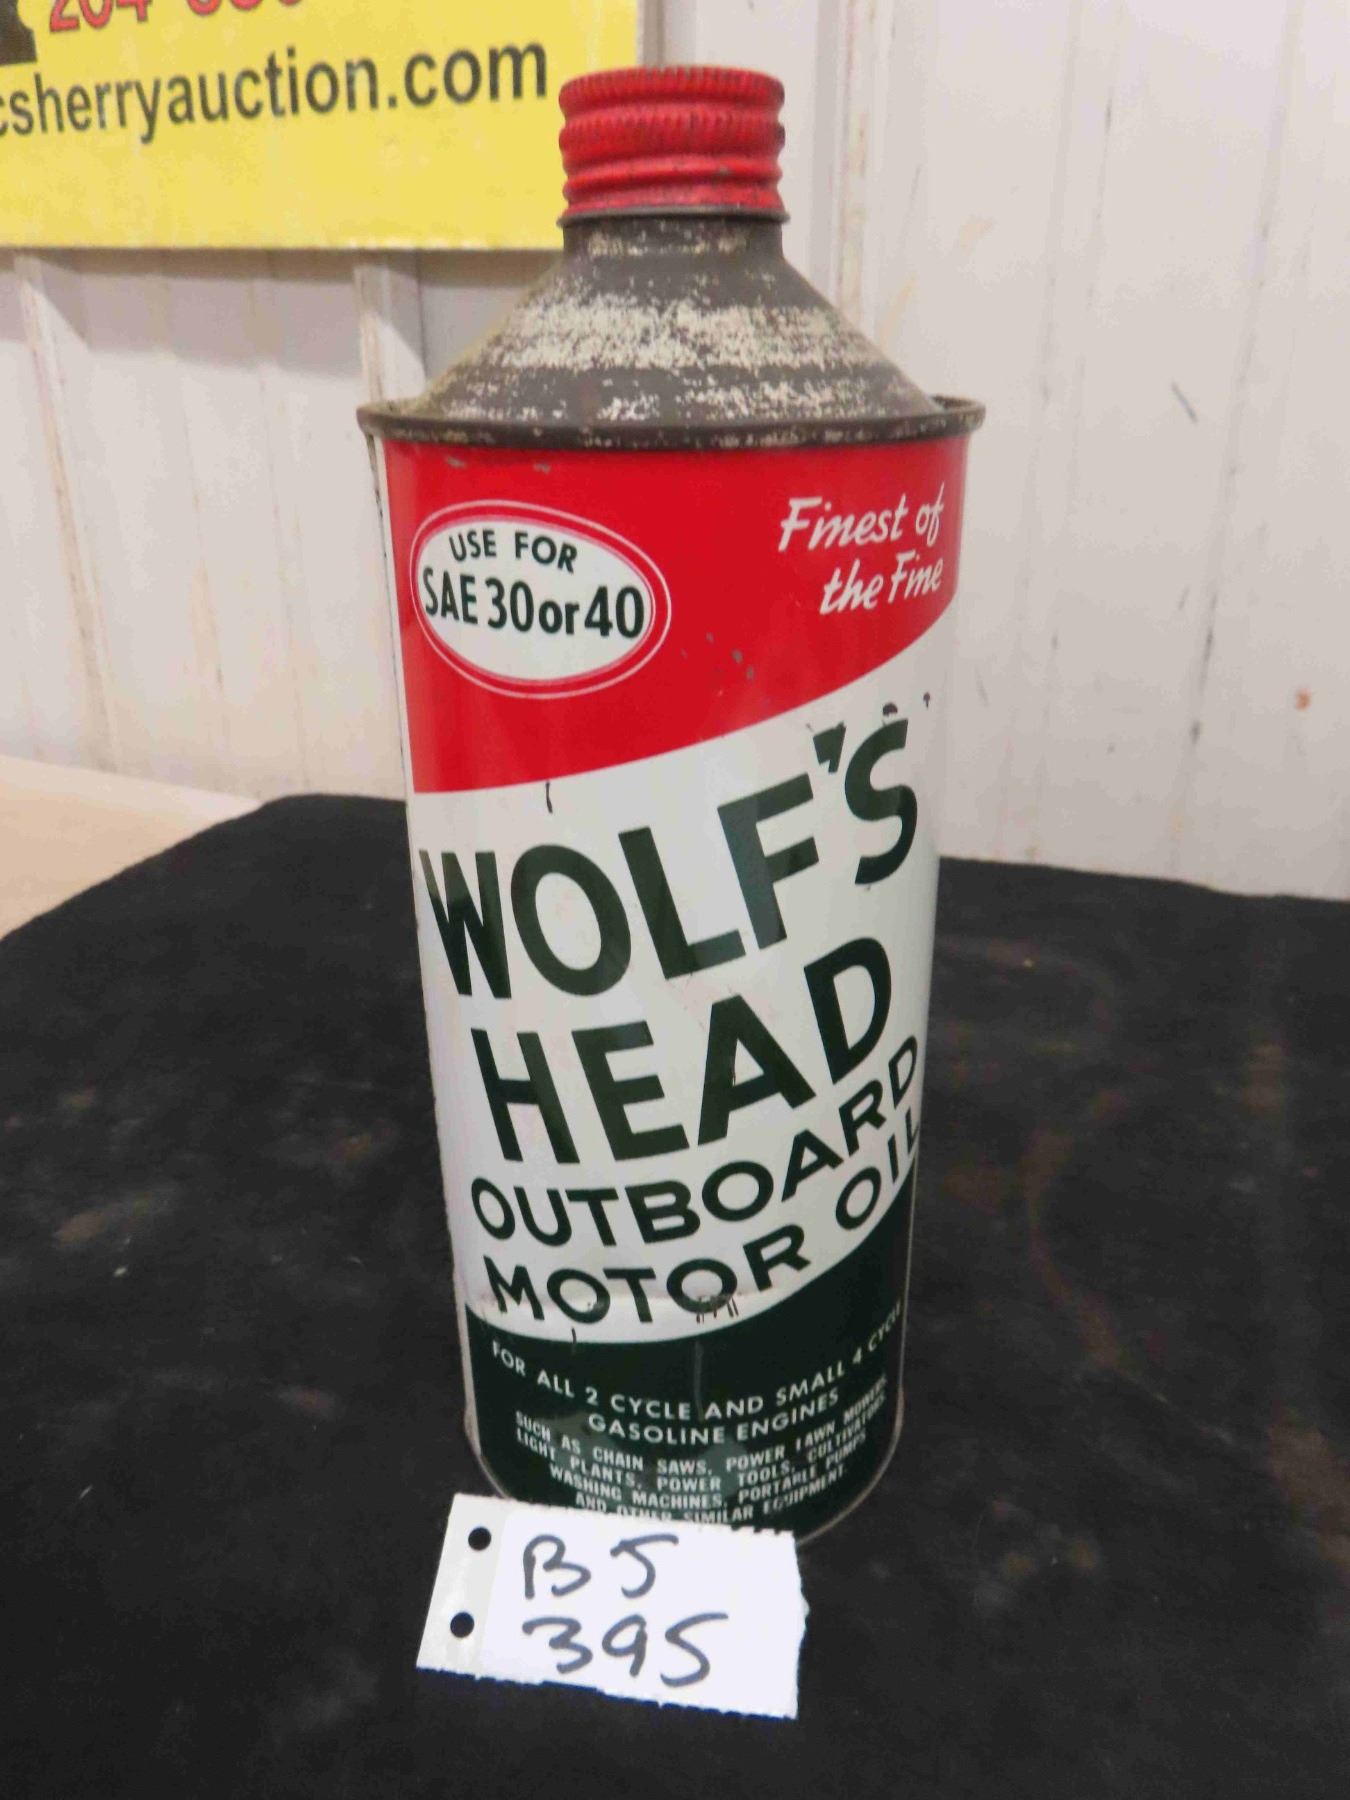 csherryauction.com
USE FOR
SAE 30 or 40
Finest of
the Fine
WOLF'S
HEAD
OUTBOARD
MOTOR OIL
FOR ALL 2 CYCLE AND SMALL 4 CYCLE
GASOLINE ENGINES
SUCH AS CHAIN SAWS, POWER LAWN MOWERS,
LIGHT PLANTS, POWER TOOLS, CULTIVATORS,
WASHING MACHINES, PORTABLE PUMPS
AND OTHER SIMILAR EQUIPMENT.
B5
395